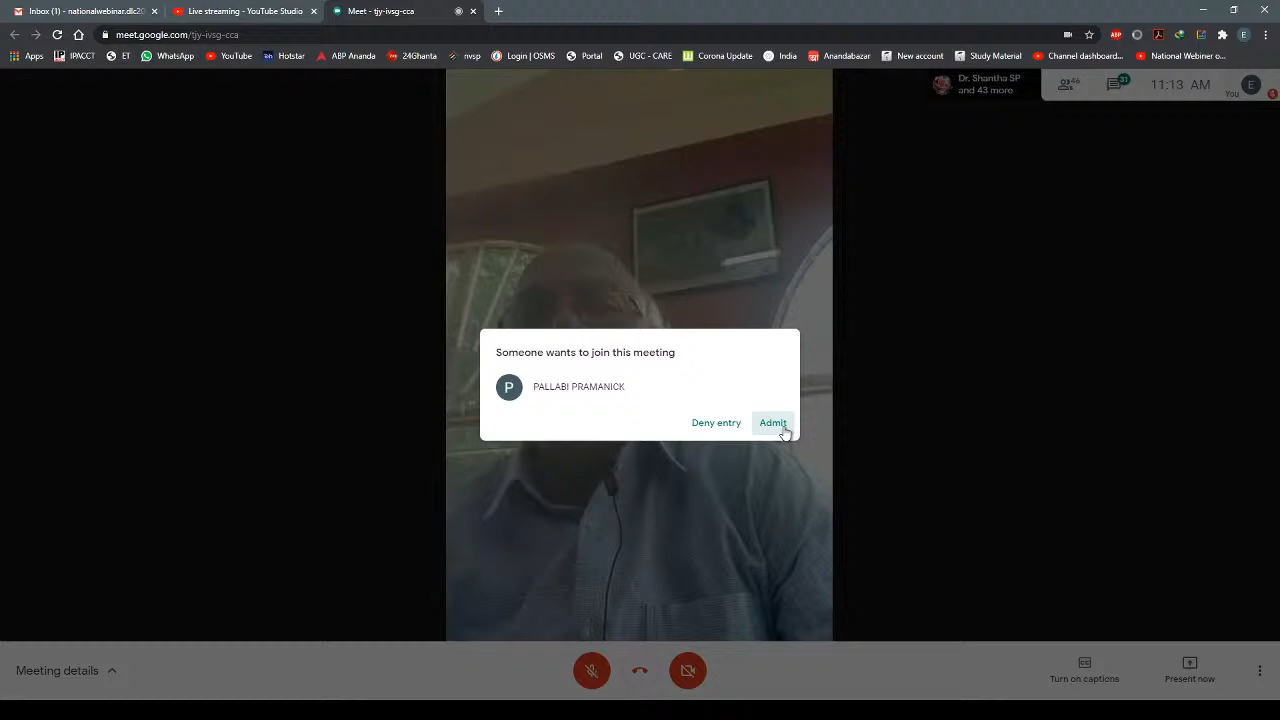 Inbox (1) - nationalwebinar.dlc20
Live streaming - YouTube Studio
Meet - tjy-ivsg-cca
meet.google.com/tjy-ivsg-cca
ABP
E
Apps
IPACCT
ET
WhatsApp
YouTube
Hotstar
ABP Ananda
24Ghanta
nvsp
Login | OSMS
Portal
UGC - CARE
Corona Update
India
Anandabazar
New account
Study Material
Channel dashboard...
National Webiner o...
Dr. Shantha SP
and 43 more
46
31
11:13 AM
You
E
Someone wants to join this meeting
P
PALLABI PRAMANICK
Deny entry
Admit
Meeting details
Turn on captions
Present now